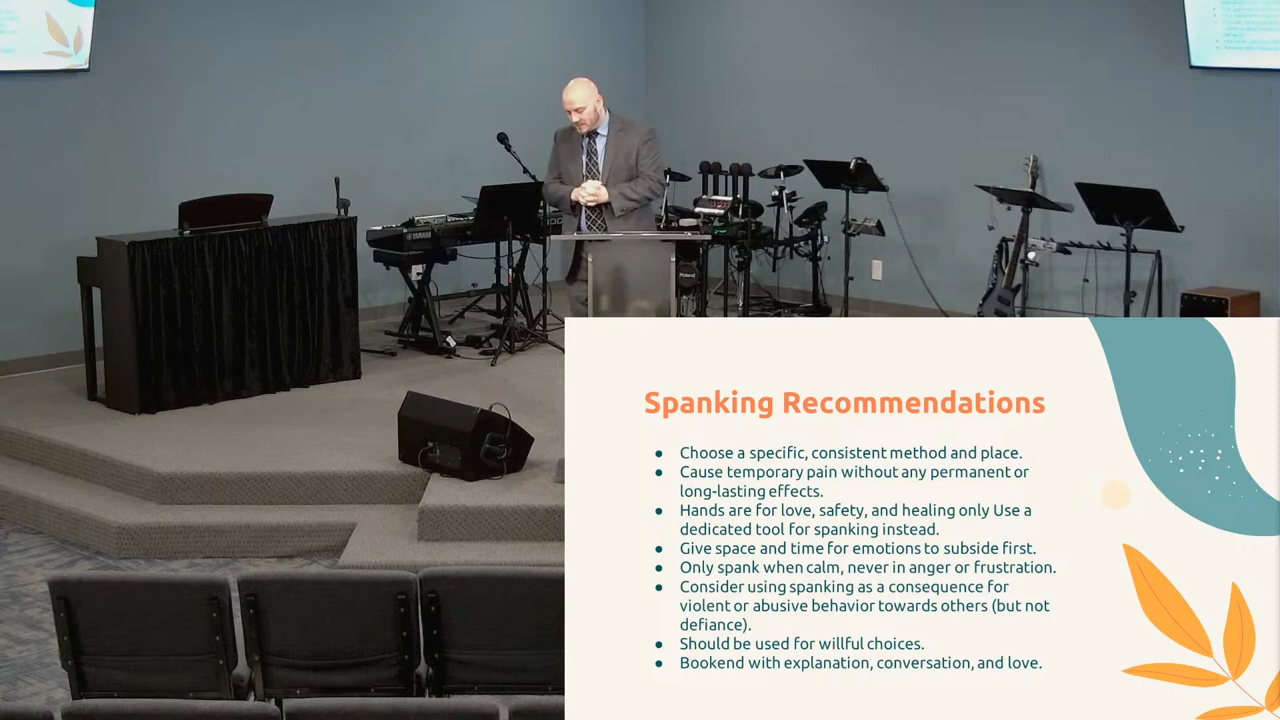 YAMAHA
Roland
Spanking Recommendations
● Choose a specific, consistent method and place.
● Cause temporary pain without any permanent or
long-lasting effects.
● Hands are for love, safety, and healing only Use a
dedicated tool for spanking instead.
● Give space and time for emotions to subside first.
● Only spank when calm, never in anger or frustration.
● Consider using spanking as a consequence for
violent or abusive behavior towards others (but not
defiance).
● Should be used for willful choices.
● Bookend with explanation, conversation, and love.